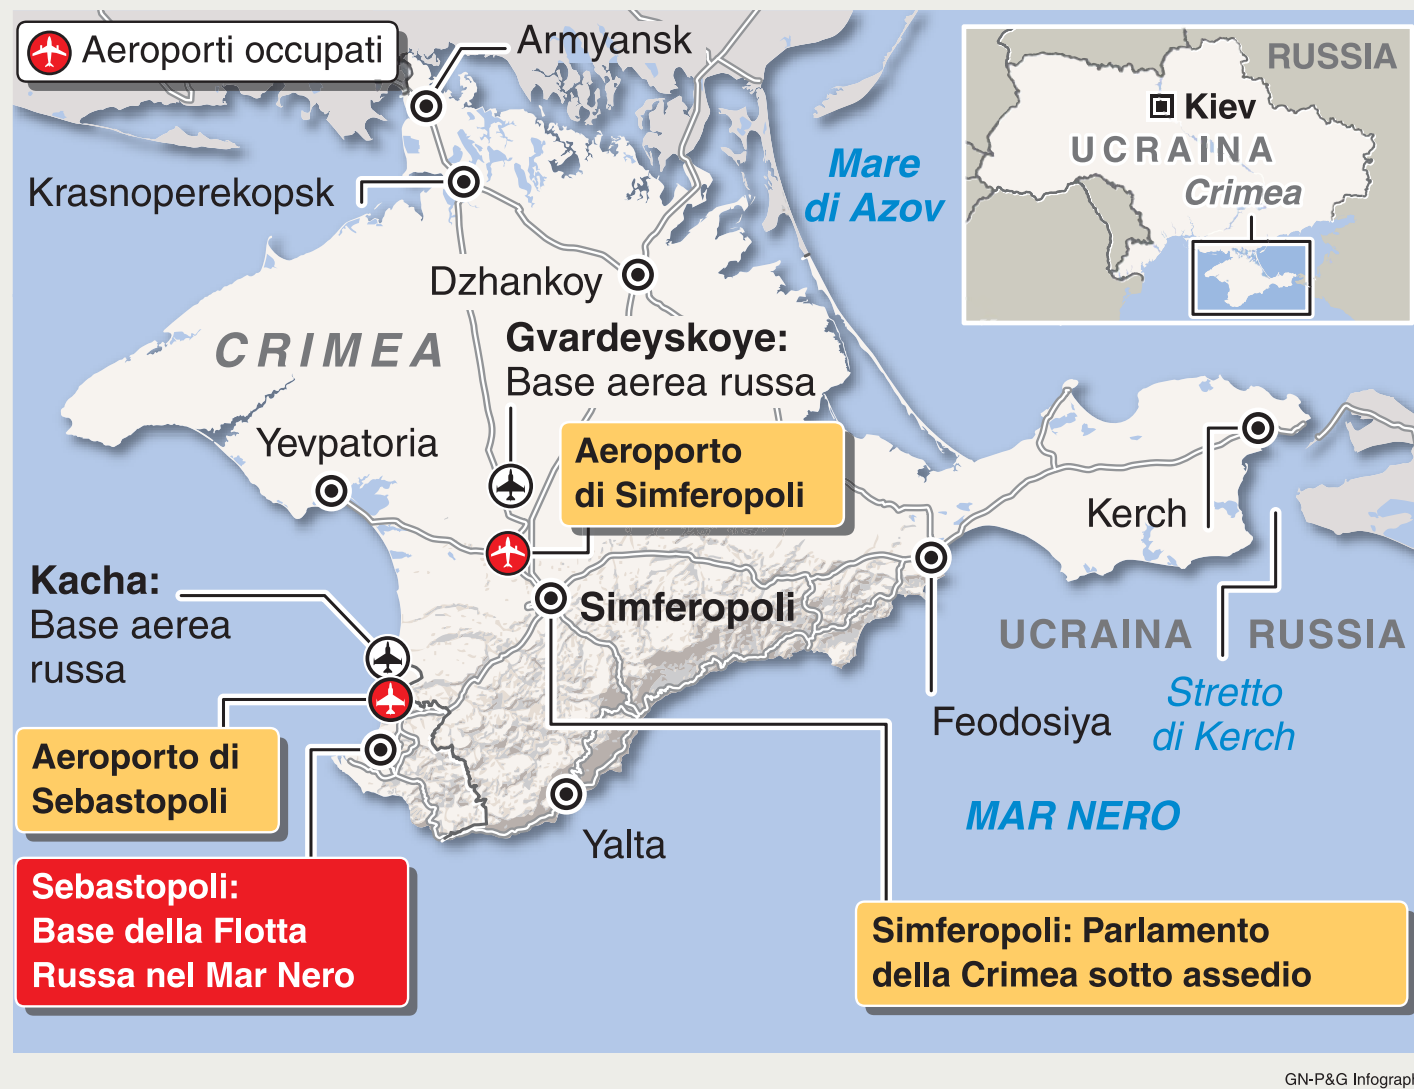 Aeroporti occupati
Armyansk
RUSSIA
Kiev
UCRAINA
Crimea
Mare
di Azov
Krasnoperekopsk
Dzhankoy
CRIMEA
Gvardeyskoye:
Base aerea russa
Yevpatoria
Aeroporto
di Simferopoli
Kerch
Kacha:
Base aerea
russa
Simferopoli
UCRAINA
RUSSIA
Stretto
di Kerch
Feodosiya
Aeroporto di
Sebastopoli
MAR NERO
Yalta
Sebastopoli:
Base della Flotta
Russa nel Mar Nero
Simferopoli: Parlamento
della Crimea sotto assedio
GN-P&G Infograph